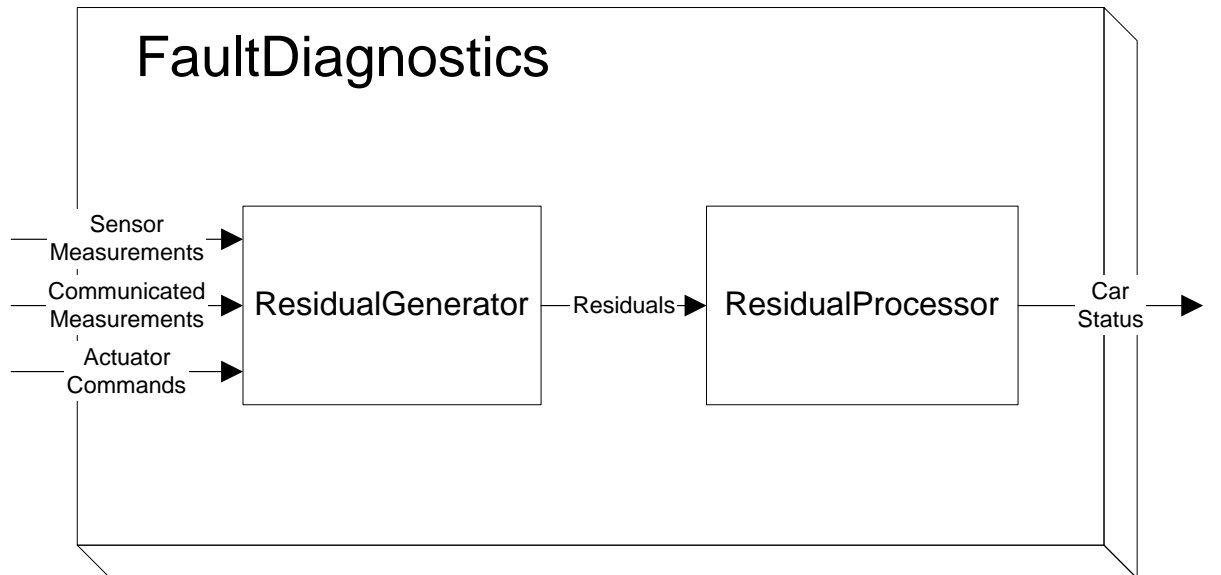 FaultDiagnostics
Sensor
Measurements
Communicated
Measurements
Actuator
Commands
ResidualGenerator
Residuals
ResidualProcessor
Car
Status